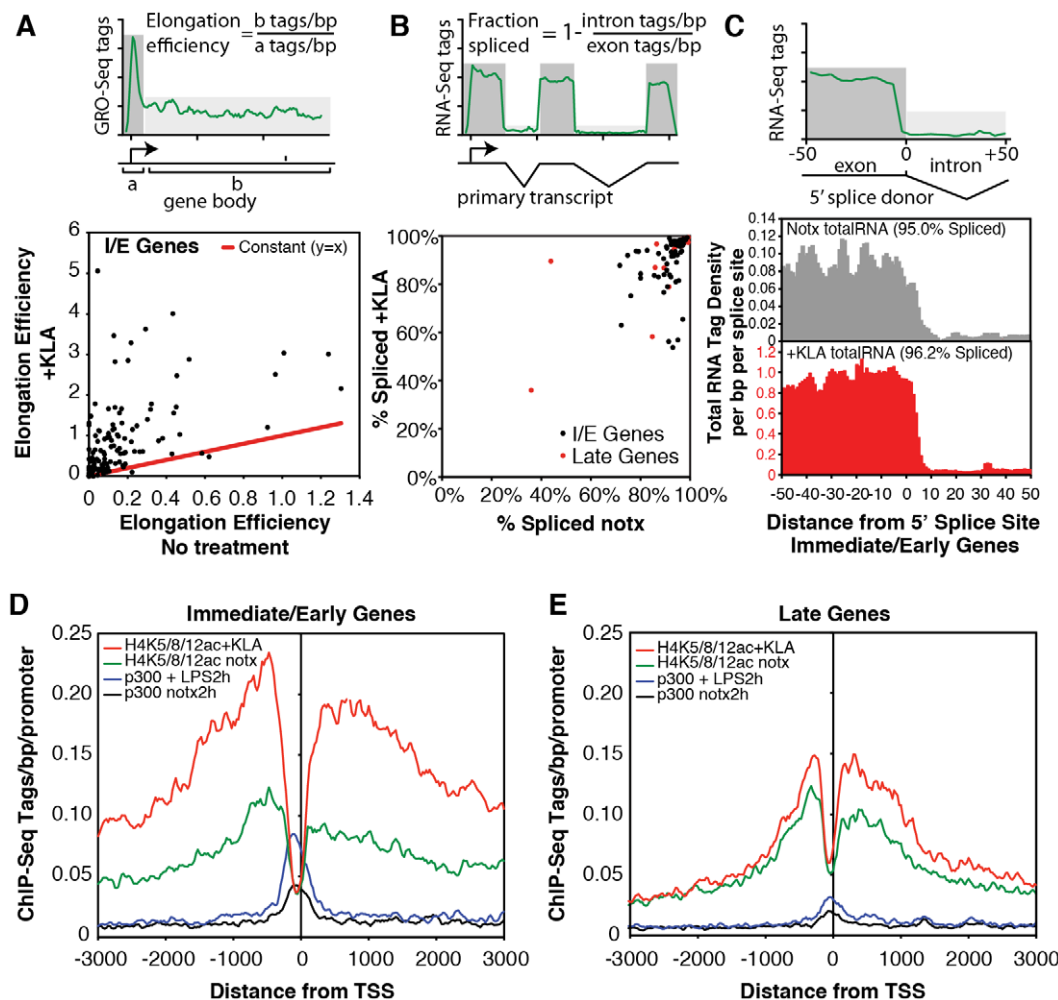 A
GRO-Seq tags
Elongation efficiency = b tags/bp / a tags/bp
a
b
gene body
6
5
4
3
2
1
0
I/E Genes
Constant (y=x)
Elongation Efficiency
+KLA
0 0.2 0.4 0.6 0.8 1.0 1.2 1.4
Elongation Efficiency
No treatment
B
RNA-Seq tags
Fraction spliced = 1- intron tags/bp / exon tags/bp
primary transcript
100%
80%
60%
40%
20%
0%
% Spliced +KLA
I/E Genes
Late Genes
0% 20% 40% 60% 80% 100%
% Spliced notx
C
RNA-Seq tags
-50 0 +50
exon intron
5' splice donor
0.14
0.12
0.10
0.08
0.06
0.04
0.02
0
Notx totalRNA (95.0% Spliced)
1.2
1.0
0.8
0.6
0.4
0.2
0
+KLA totalRNA (96.2% Spliced)
Total RNA Tag Density
per bp per splice site
-50 -40 -30 -20 -10 0 10 20 30 40 50
Distance from 5' Splice Site
Immediate/Early Genes
D
Immediate/Early Genes
0.25
0.20
0.15
0.10
0.05
0
H4K5/8/12ac+KLA
H4K5/8/12ac notx
p300 + LPS2h
p300 notx2h
ChIP-Seq Tags/bp/promoter
-3000 -2000 -1000 0 1000 2000 3000
Distance from TSS
E
Late Genes
0.25
0.20
0.15
0.10
0.05
0
H4K5/8/12ac+KLA
H4K5/8/12ac notx
p300 + LPS2h
p300 notx2h
ChIP-Seq Tags/bp/promoter
-3000 -2000 -1000 0 1000 2000 3000
Distance from TSS